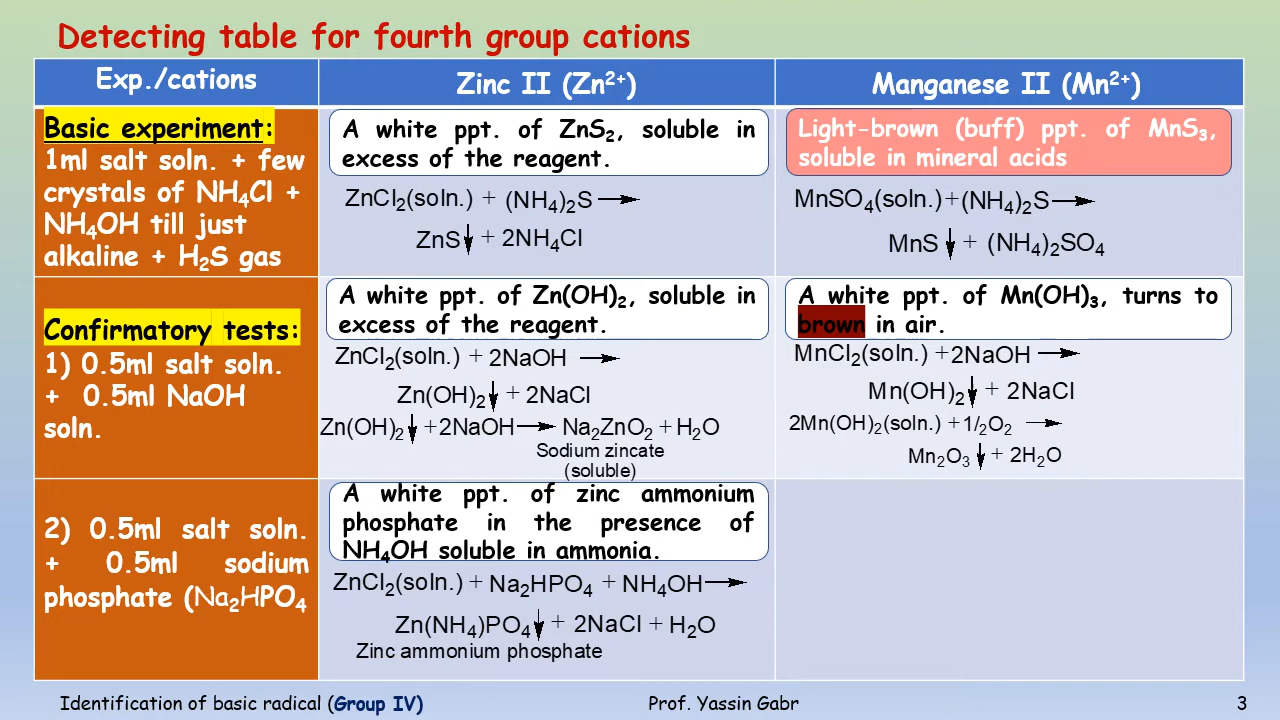 Detecting table for fourth group cations
Exp./cations
Zinc II (Zn²⁺)
Manganese II (Mn²⁺)
Basic experiment:
1ml salt soln. + few
crystals of NH₄Cl +
NH₄OH till just
alkaline + H₂S gas
A white ppt. of ZnS₂, soluble in
excess of the reagent.
ZnCl₂(soln.) + (NH₄)₂S ⟶
ZnS↓ + 2NH₄Cl
Light-brown (buff) ppt. of MnS₃,
soluble in mineral acids
MnSO₄(soln.)+(NH₄)₂S⟶
MnS↓ + (NH₄)₂SO₄
Confirmatory tests:
1) 0.5ml salt soln.
+ 0.5ml NaOH
soln.
A white ppt. of Zn(OH)₂, soluble in
excess of the reagent.
ZnCl₂(soln.) + 2NaOH ⟶
Zn(OH)₂↓ + 2NaCl
Zn(OH)₂↓+2NaOH⟶ Na₂ZnO₂ + H₂O
Sodium zincate
(soluble)
A white ppt. of Mn(OH)₃, turns to
brown in air.
MnCl₂(soln.) +2NaOH ⟶
Mn(OH)₂↓ + 2NaCl
2Mn(OH)₂(soln.) +1/₂O₂ ⟶
Mn₂O₃↓ + 2H₂O
2) 0.5ml salt soln.
+ 0.5ml sodium
phosphate (Na₂HPO₄
A white ppt. of zinc ammonium
phosphate in the presence of
NH₄OH soluble in ammonia.
ZnCl₂(soln.) + Na₂HPO₄ + NH₄OH⟶
Zn(NH₄)PO₄↓ + 2NaCl + H₂O
Zinc ammonium phosphate
Identification of basic radical (Group IV)
Prof. Yassin Gabr
3